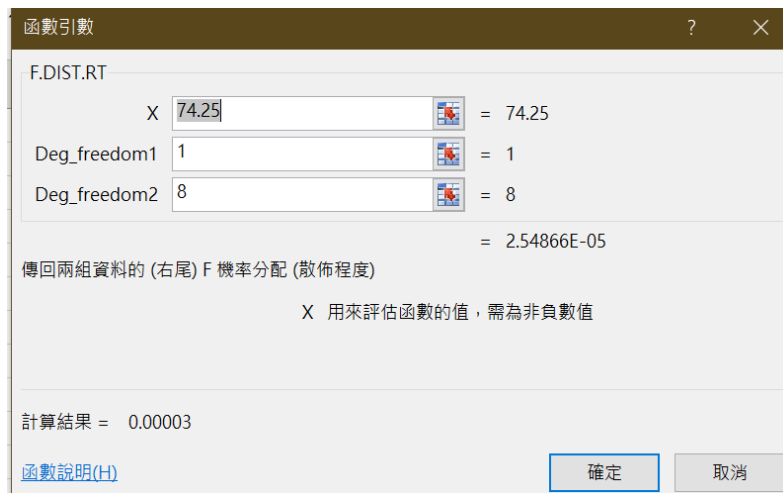 函數引數 ? ×
F.DIST.RT
X 74.25 = 74.25
Deg_freedom1 1 = 1
Deg_freedom2 8 = 8
= 2.54866E-05
傳回兩組資料的 (右尾) F 機率分配 (散佈程度)
X 用來評估函數的值，需為非負數值
計算結果 = 0.00003
函數說明(H) 確定 取消